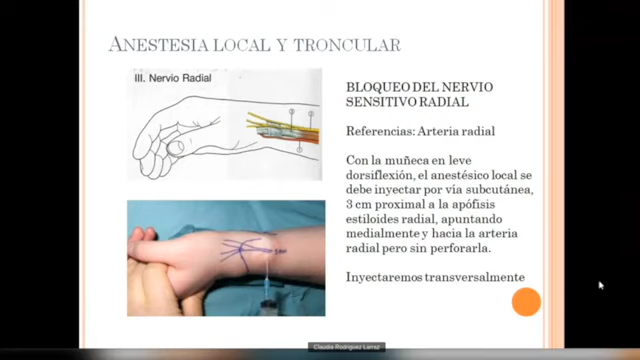 ANESTESIA LOCAL Y TRONCULAR
III. Nervio Radial
BLOQUEO DEL NERVIO
SENSITIVO RADIAL
Referencias: Arteria radial
Con la muñeca en leve
dorsiflexión, el anestésico local se
debe inyectar por vía subcutánea,
3 cm proximal a la apófisis
estiloides radial, apuntando
medialmente y hacia la arteria
radial pero sin perforarla.
Inyectaremos transversalmente
Claudia Rodríguez Larraz